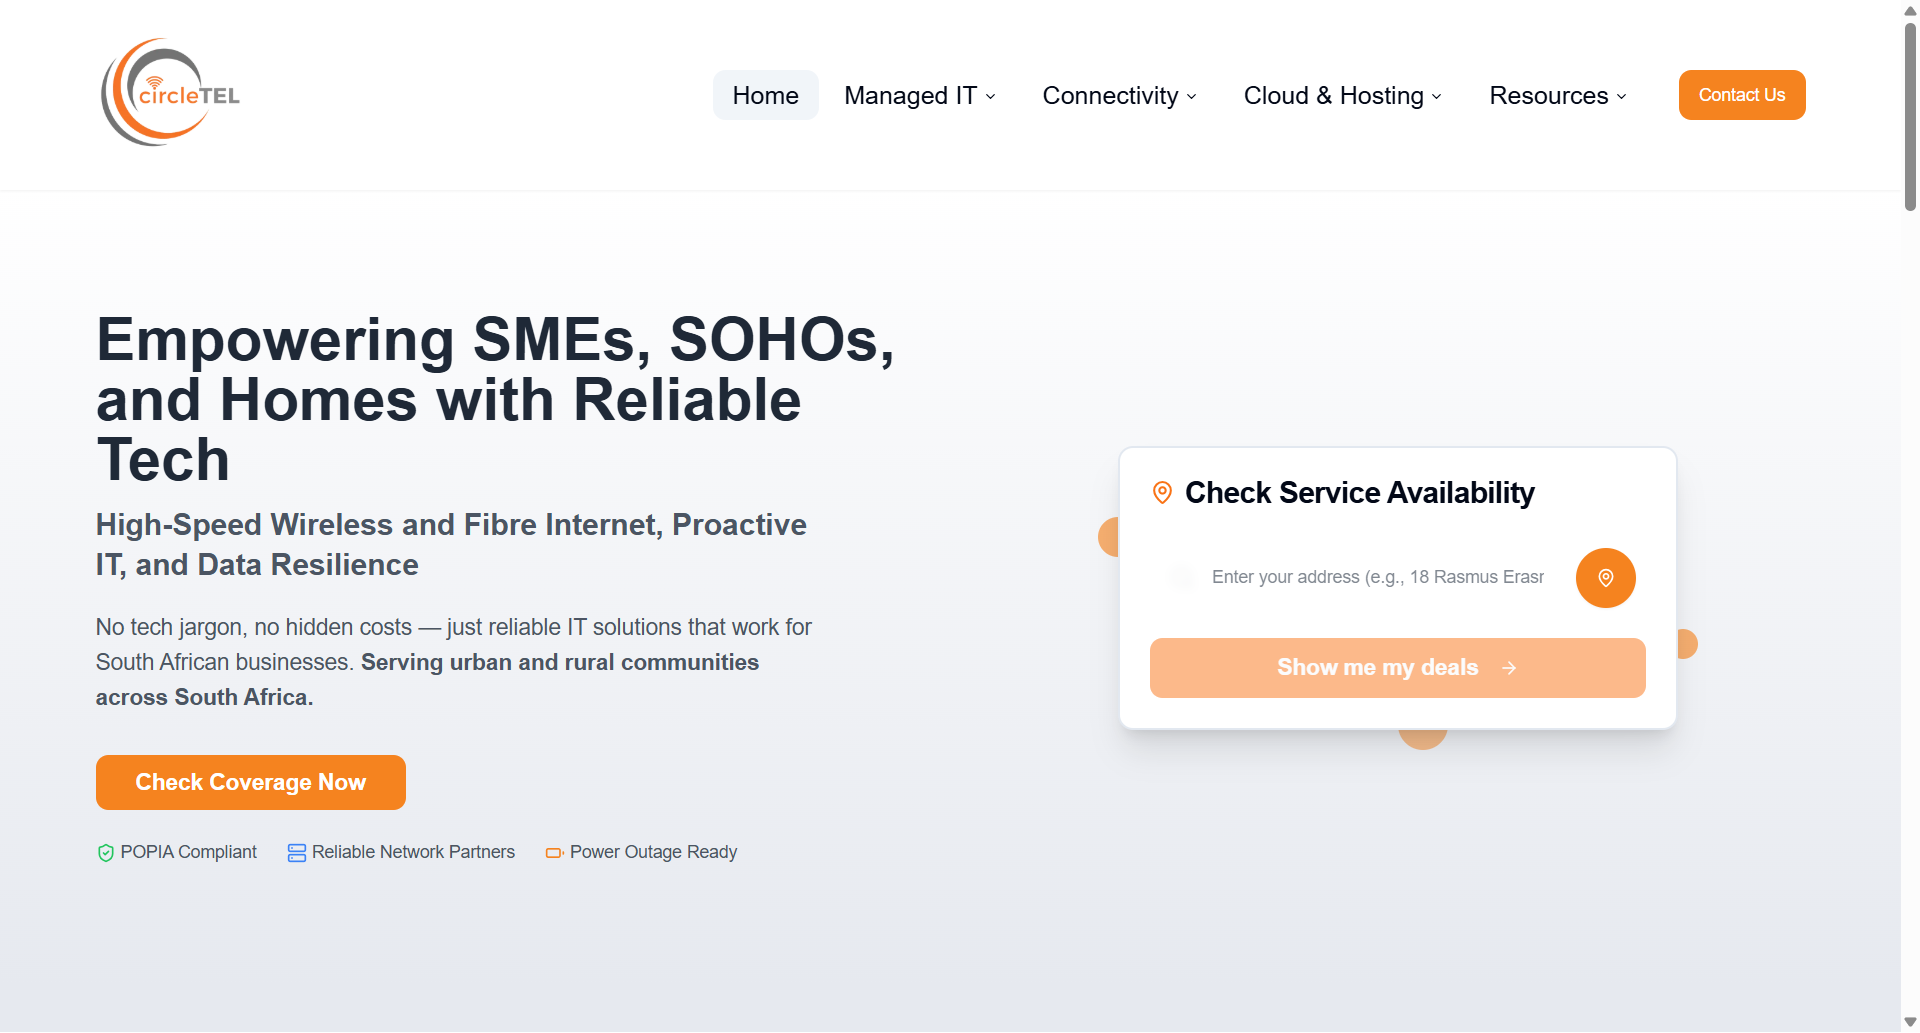 circleTEL
Home
Managed IT
Connectivity
Cloud & Hosting
Resources
Contact Us
Empowering SMEs, SOHOs,
and Homes with Reliable
Tech
High-Speed Wireless and Fibre Internet, Proactive
IT, and Data Resilience
No tech jargon, no hidden costs — just reliable IT solutions that work for
South African businesses. Serving urban and rural communities
across South Africa.
Check Coverage Now
POPIA Compliant
Reliable Network Partners
Power Outage Ready
Check Service Availability
Enter your address (e.g., 18 Rasmus Erasr
Show me my deals